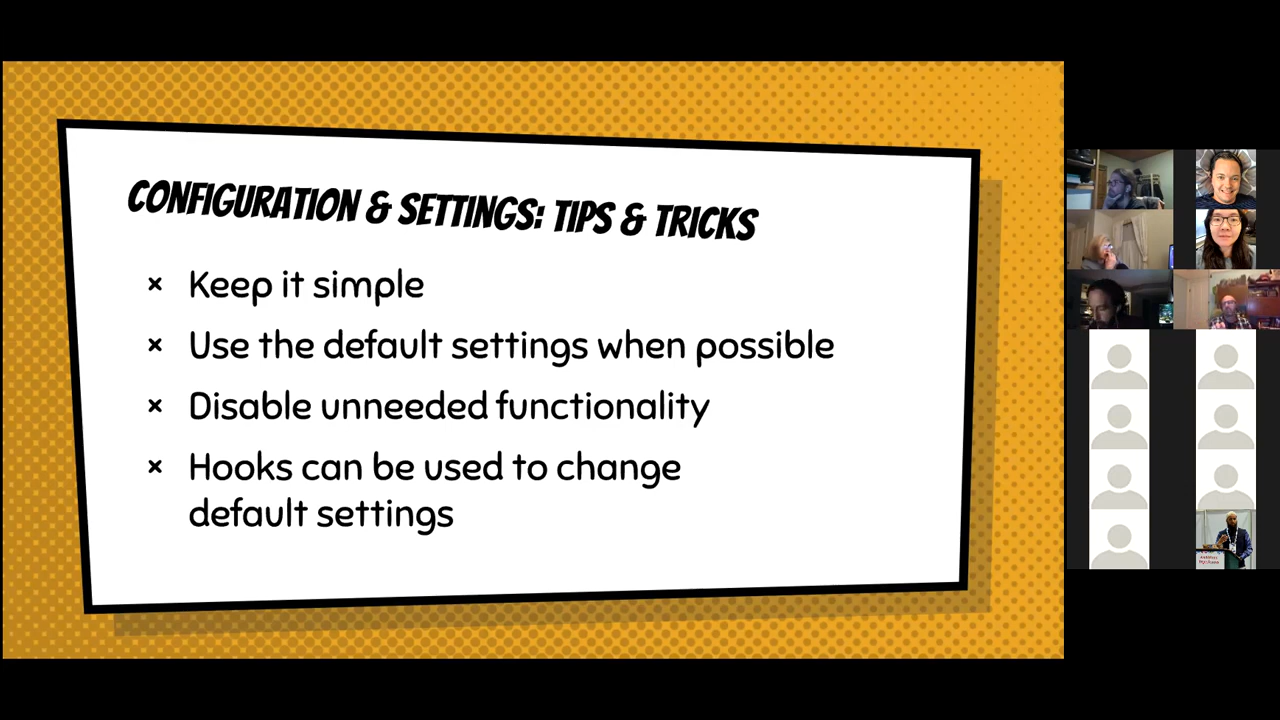 CONFIGURATION & SETTINGS: TIPS & TRICKS
× Keep it simple
× Use the default settings when possible
× Disable unneeded functionality
× Hooks can be used to change
default settings